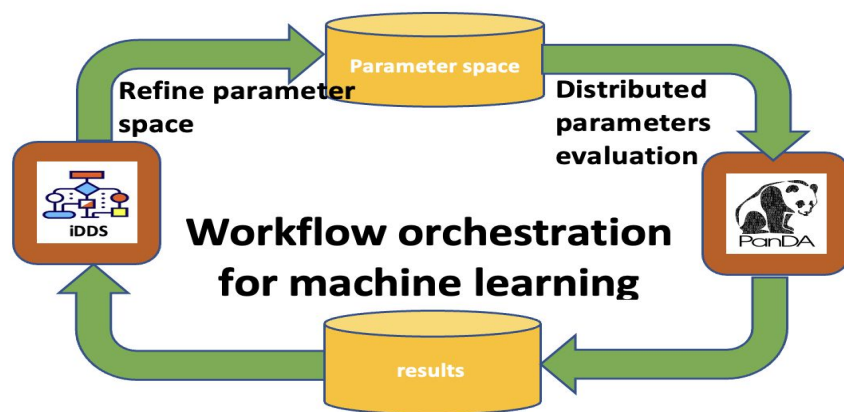 Parameter space
Refine parameter
space
Distributed
parameters
evaluation
iDDS
PanDA
Workflow orchestration
for machine learning
results